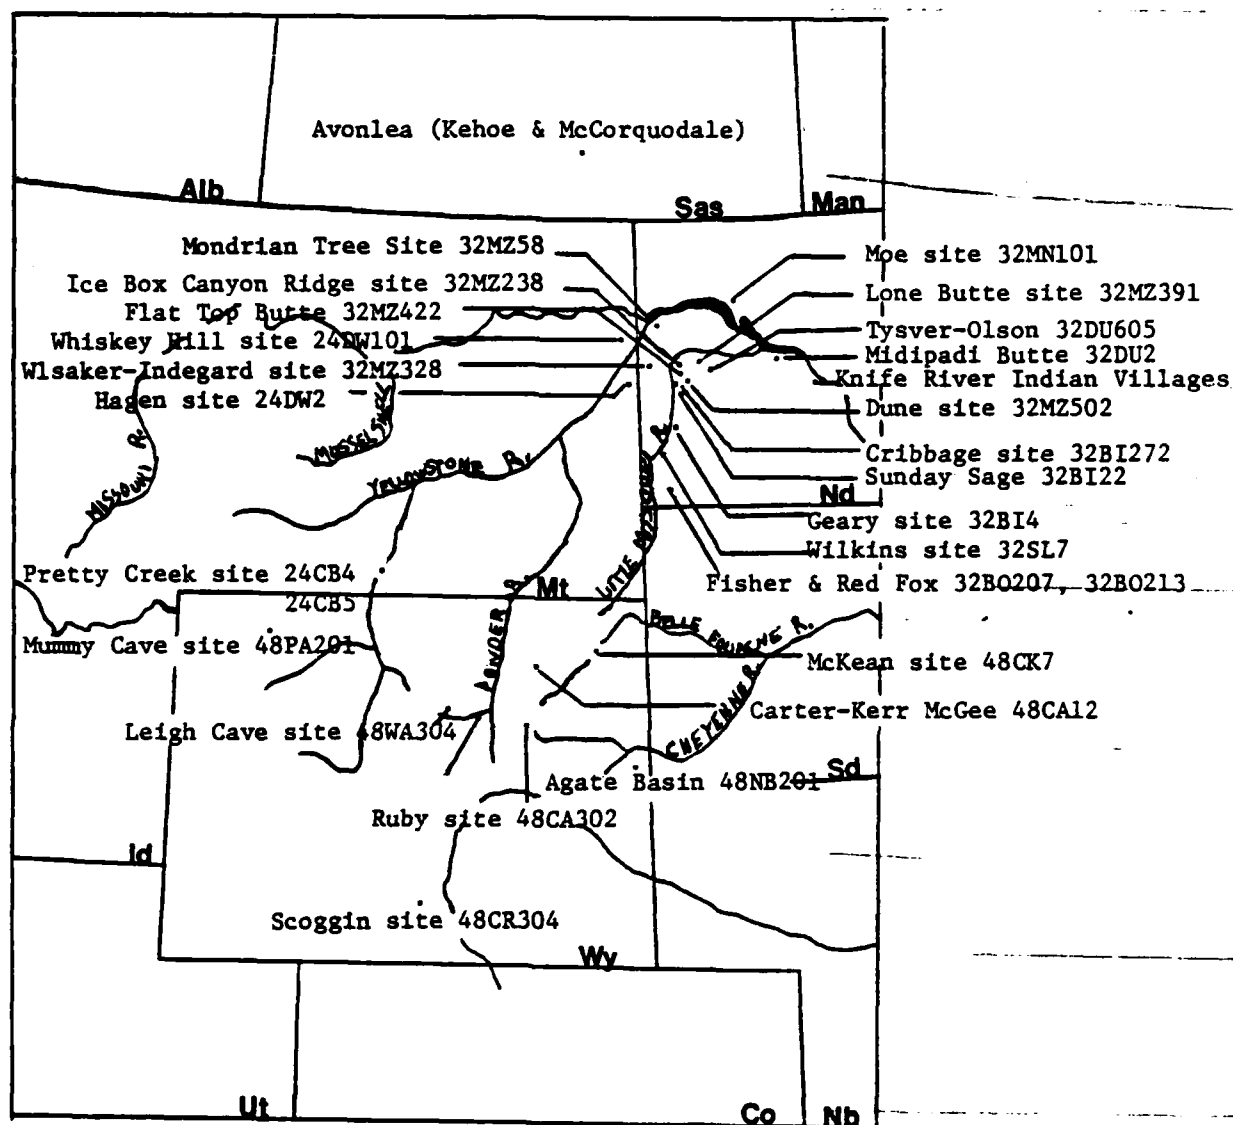 Avonlea (Kehoe & McCorquodale)
Alb
Sas
Man
Mondrian Tree Site 32MZ58
Ice Box Canyon Ridge site 32MZ238
Flat Top Butte 32MZ422
Whiskey Hill site 24DW101
Wlsaker-Indegard site 32MZ328
Hagen site 24DW2
Moe site 32MN101
Lone Butte site 32MZ391
Tysver-Olson 32DU605
Midipadi Butte 32DU2
Knife River Indian Villages
Dune site 32MZ502
Cribbage site 32BI272
Sunday Sage 32BI22
Nd
Geary site 32BI4
Wilkins site 32SL7
Fisher & Red Fox 32BO207, 32BO213
MISSOURI R.
MUSSELSHELL
YELLOWSTONE R.
LITTLE MISSOURI R.
POWDER R.
Mt
Pretty Creek site 24CB4
24CB5
Mummy Cave site 48PA201
Leigh Cave site 48WA304
BELLE FOURCHE R.
McKean site 48CK7
Carter-Kerr McGee 48CA12
CHEYENNE R.
Agate Basin 48NB201
Sd
Ruby site 48CA302
Id
Scoggin site 48CR304
Wy
Ut
Co
Nb